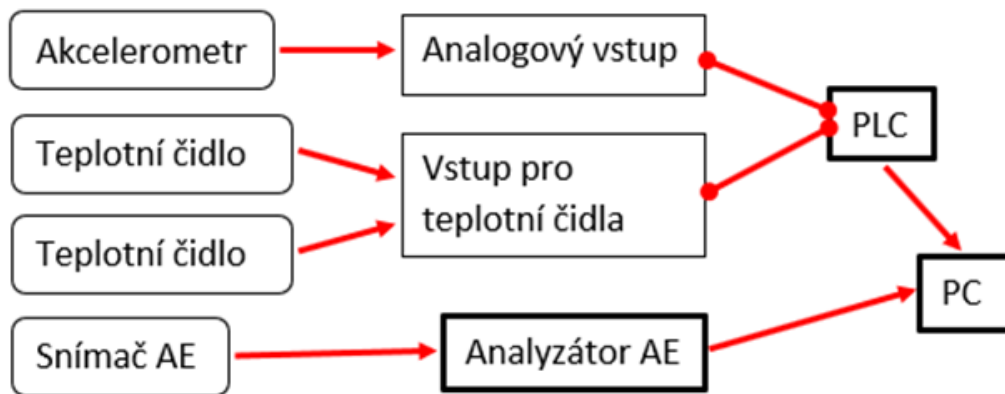 Akcelerometr
Analogový vstup
PLC
Teplotní čidlo
Vstup pro
teplotní čidla
Teplotní čidlo
PC
Snímač AE
Analyzátor AE